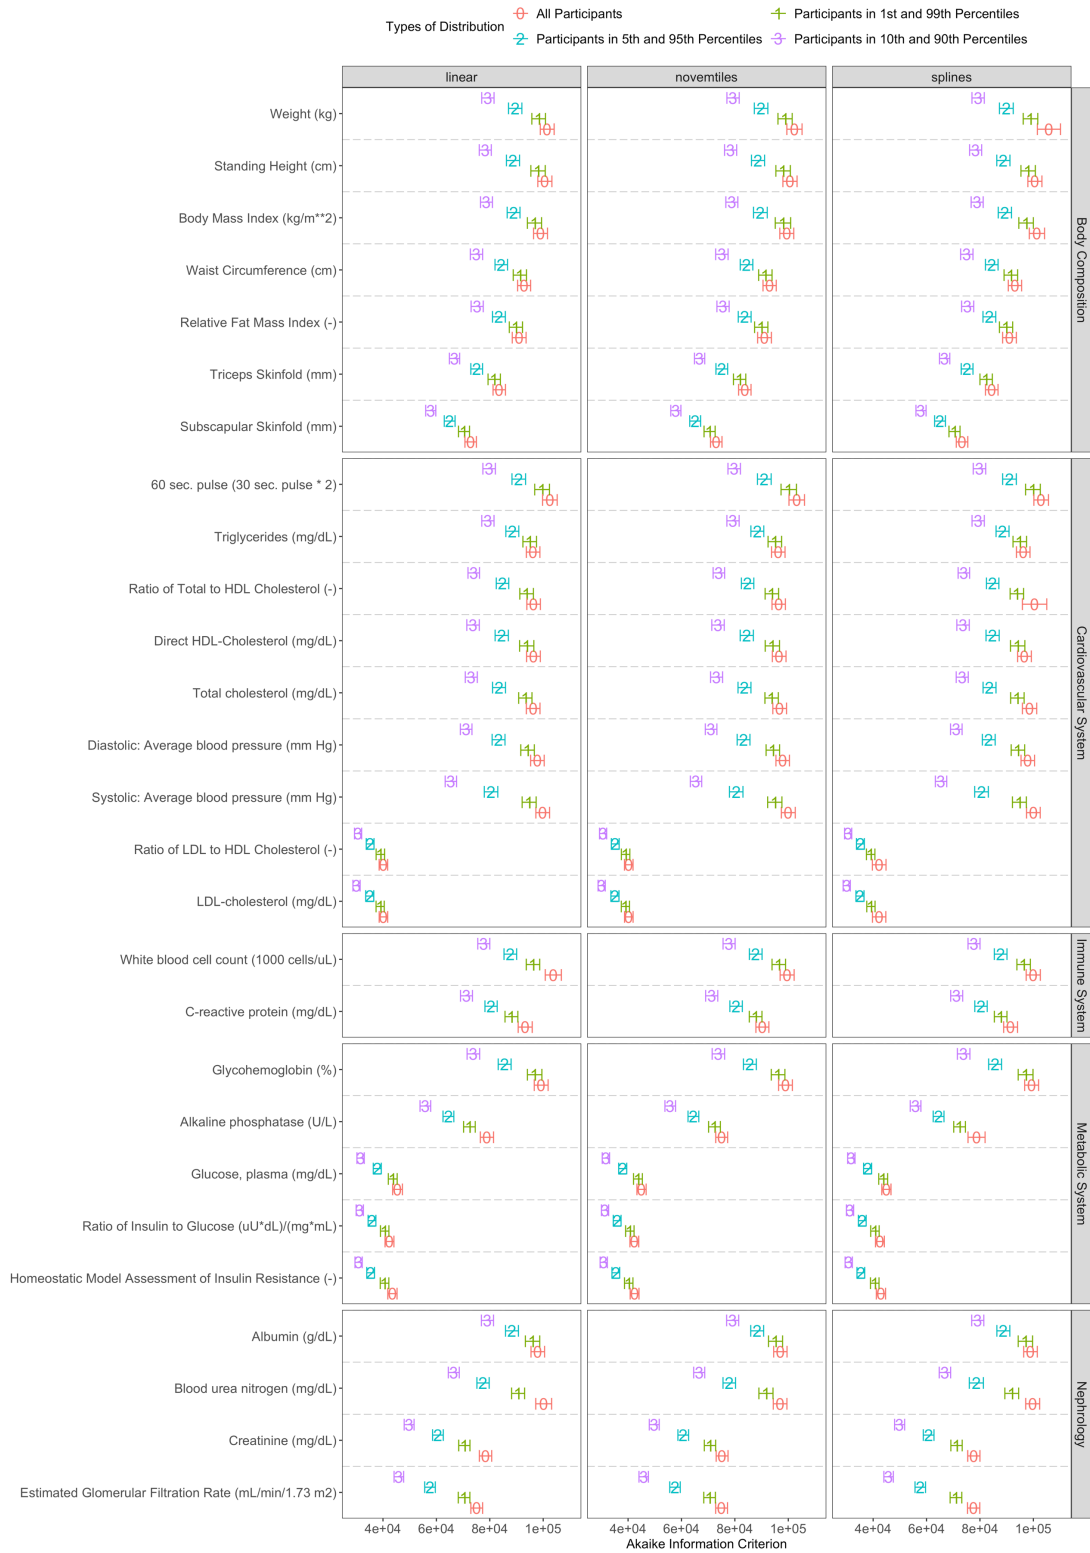 Types of Distribution
0 All Participants
1 Participants in 1st and 99th Percentiles
2 Participants in 5th and 95th Percentiles
3 Participants in 10th and 90th Percentiles
linear
novemtiles
splines
Weight (kg)
Standing Height (cm)
Body Mass Index (kg/m**2)
Waist Circumference (cm)
Relative Fat Mass Index (-)
Triceps Skinfold (mm)
Subscapular Skinfold (mm)
Body Composition
60 sec. pulse (30 sec. pulse * 2)
Triglycerides (mg/dL)
Ratio of Total to HDL Cholesterol (-)
Direct HDL-Cholesterol (mg/dL)
Total cholesterol (mg/dL)
Diastolic: Average blood pressure (mm Hg)
Systolic: Average blood pressure (mm Hg)
Ratio of LDL to HDL Cholesterol (-)
LDL-cholesterol (mg/dL)
Cardiovascular System
White blood cell count (1000 cells/uL)
C-reactive protein (mg/dL)
Immune System
Glycohemoglobin (%)
Alkaline phosphatase (U/L)
Glucose, plasma (mg/dL)
Ratio of Insulin to Glucose (uU*dL)/(mg*mL)
Homeostatic Model Assessment of Insulin Resistance (-)
Metabolic System
Albumin (g/dL)
Blood urea nitrogen (mg/dL)
Creatinine (mg/dL)
Estimated Glomerular Filtration Rate (mL/min/1.73 m2)
Nephrology
4e+04 6e+04 8e+04 1e+05 4e+04 6e+04 8e+04 1e+05 4e+04 6e+04 8e+04 1e+05
Akaike Information Criterion